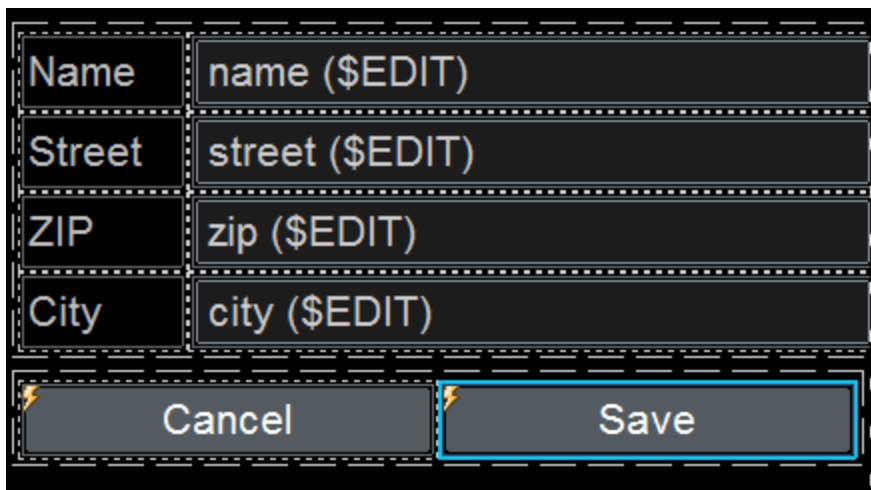 Name name ($EDIT)
Street street ($EDIT)
ZIP zip ($EDIT)
City city ($EDIT)
Cancel Save